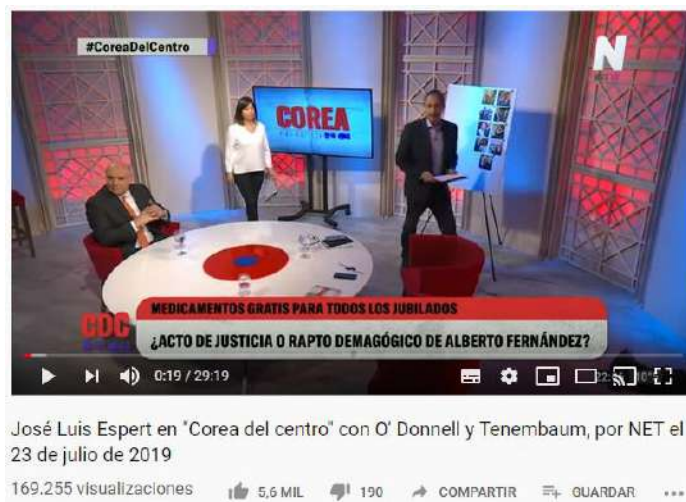 #CoreaDelCentro
N
COREA
MEDICAMENTOS GRATIS PARA TODOS LOS JUBILADOS
CDC
¿ACTO DE JUSTICIA O RAPTO DEMAGÓGICO DE ALBERTO FERNÁNDEZ?
0:19 / 29:19
José Luis Espert en "Corea del centro" con O' Donnell y Tenembaum, por NET el
23 de julio de 2019
169.255 visualizaciones 5,6 MIL 190 COMPARTIR GUARDAR